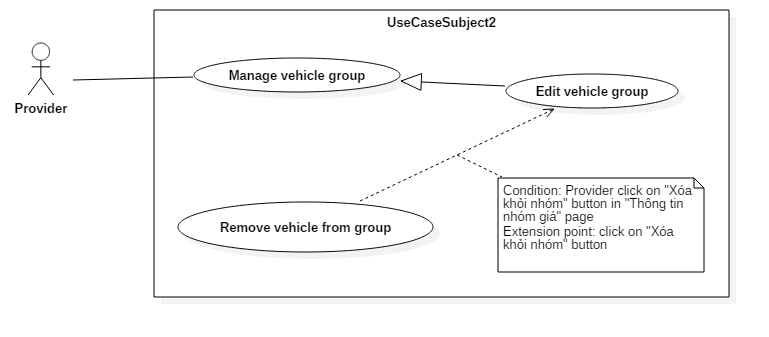 UseCaseSubject2
Manage vehicle group
Edit vehicle group
Provider
Condition: Provider click on "Xóa
khỏi nhóm" button in "Thông tin
nhóm giá" page
Extension point: click on "Xóa
khỏi nhóm" button
Remove vehicle from group